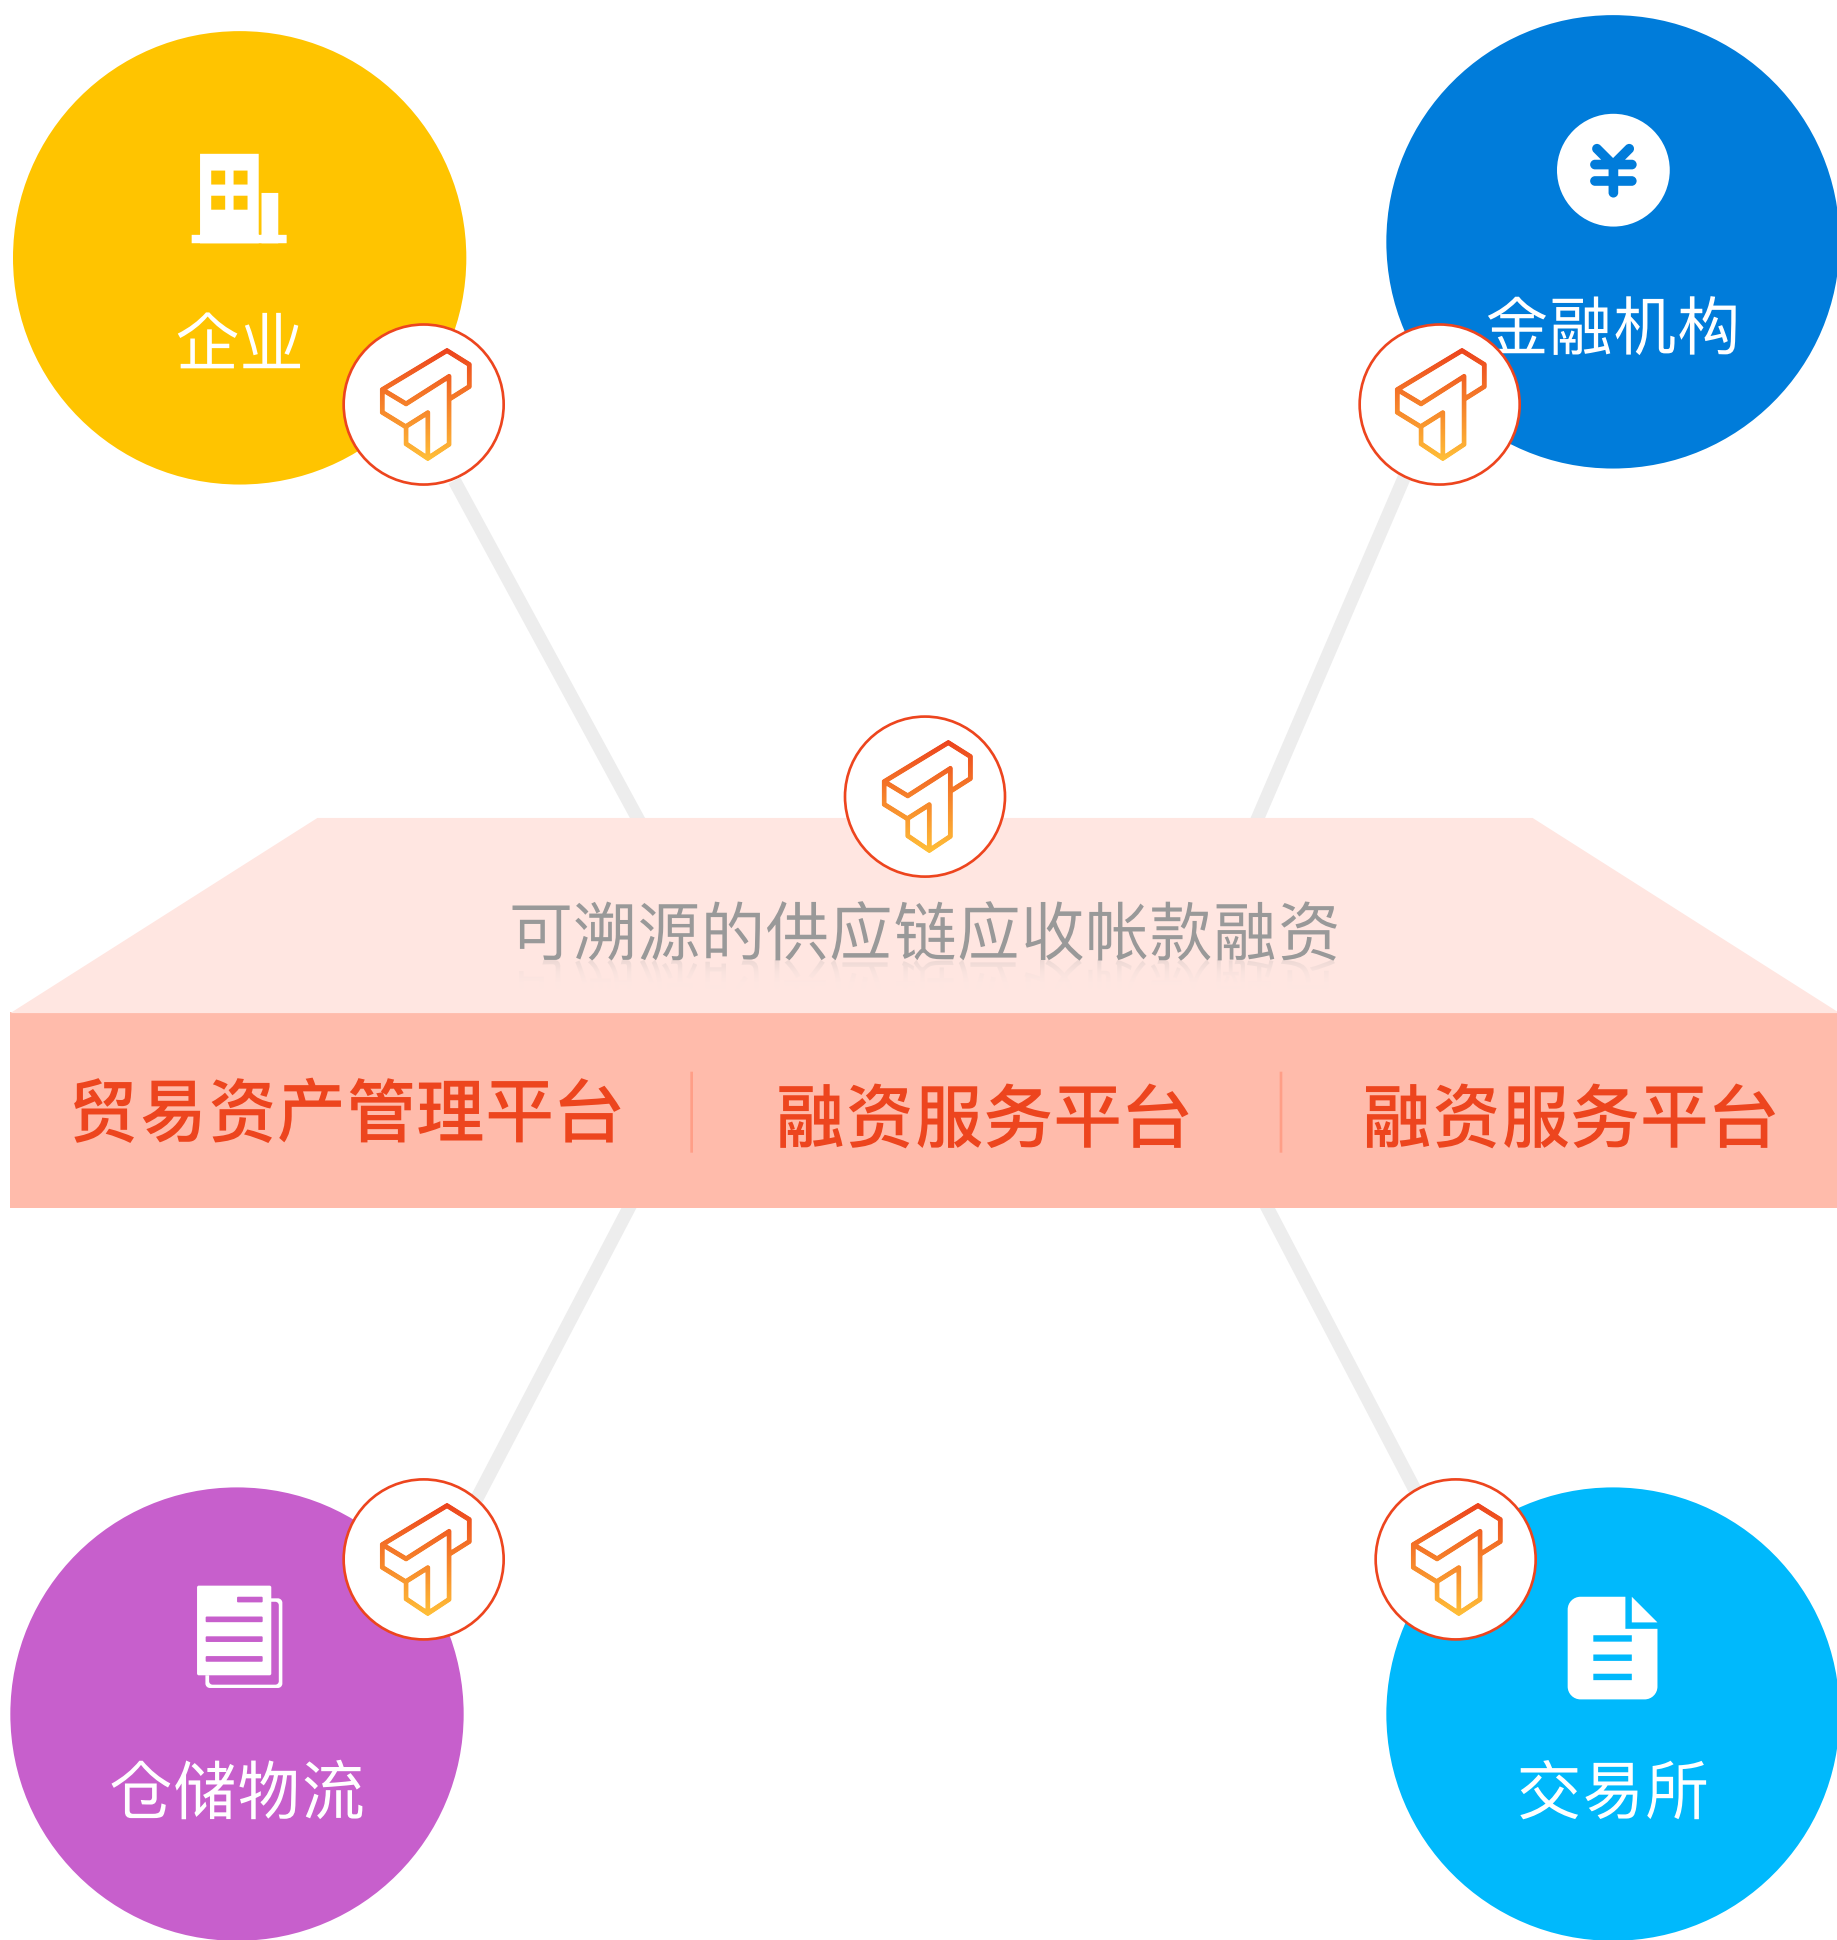 企业
金融机构
可溯源的供应链应收帐款融资
贸易资产管理平台
融资服务平台
融资服务平台
仓储物流
交易所